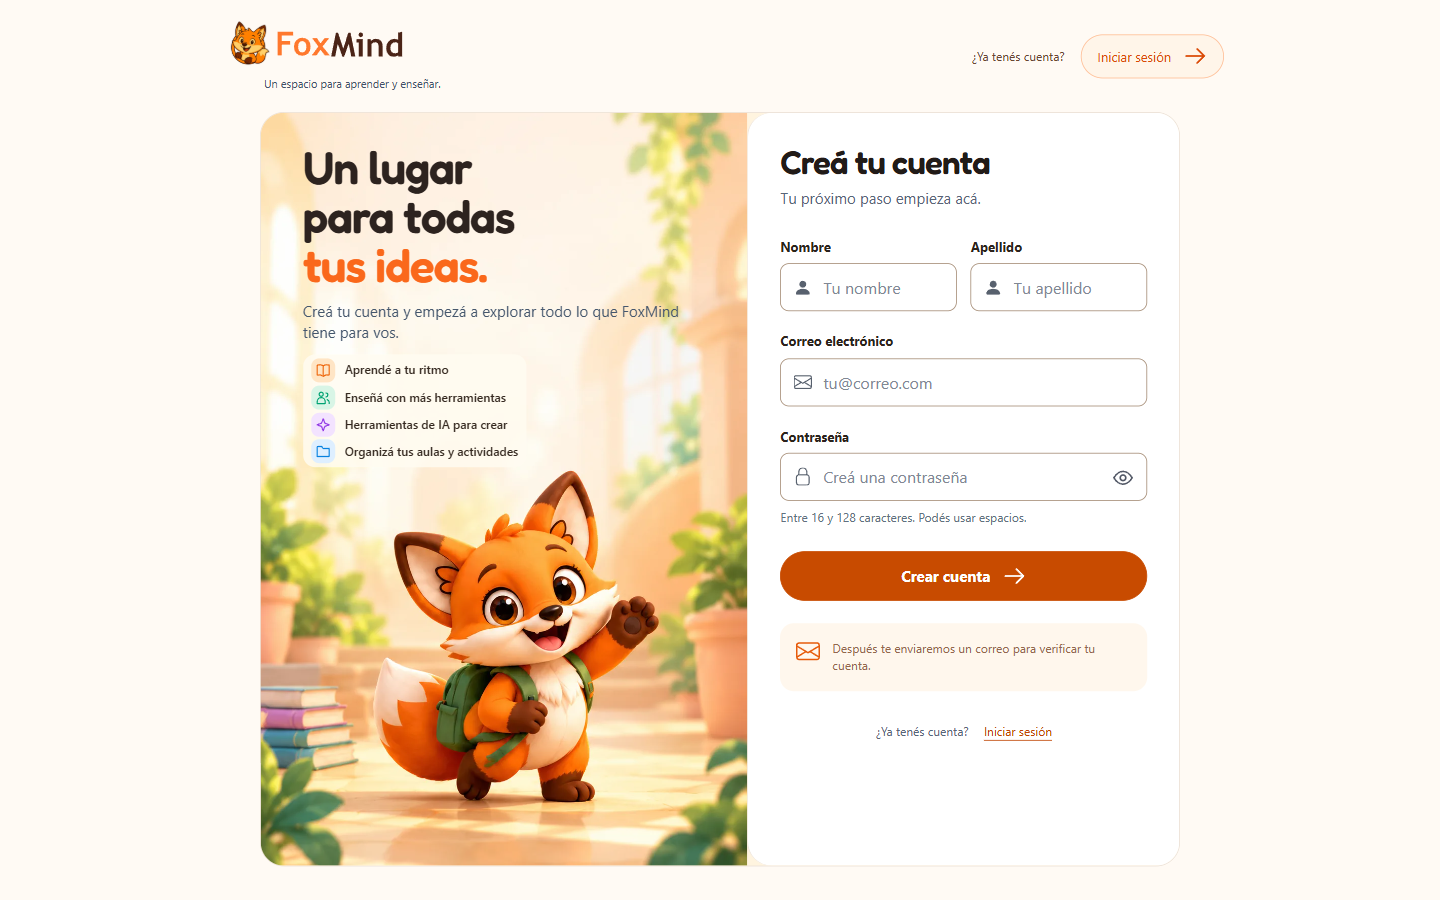 FoxMind
Un espacio para aprender y enseñar.
¿Ya tenés cuenta?
Iniciar sesión
Un lugar
para todas
tus ideas.
Creá tu cuenta y empezá a explorar todo lo que FoxMind
tiene para vos.
Aprendé a tu ritmo
Enseñá con más herramientas
Herramientas de IA para crear
Organizá tus aulas y actividades
Creá tu cuenta
Tu próximo paso empieza acá.
Nombre
Apellido
Tu nombre
Tu apellido
Correo electrónico
tu@correo.com
Contraseña
Creá una contraseña
Entre 16 y 128 caracteres. Podés usar espacios.
Crear cuenta
Después te enviaremos un correo para verificar tu
cuenta.
¿Ya tenés cuenta? Iniciar sesión